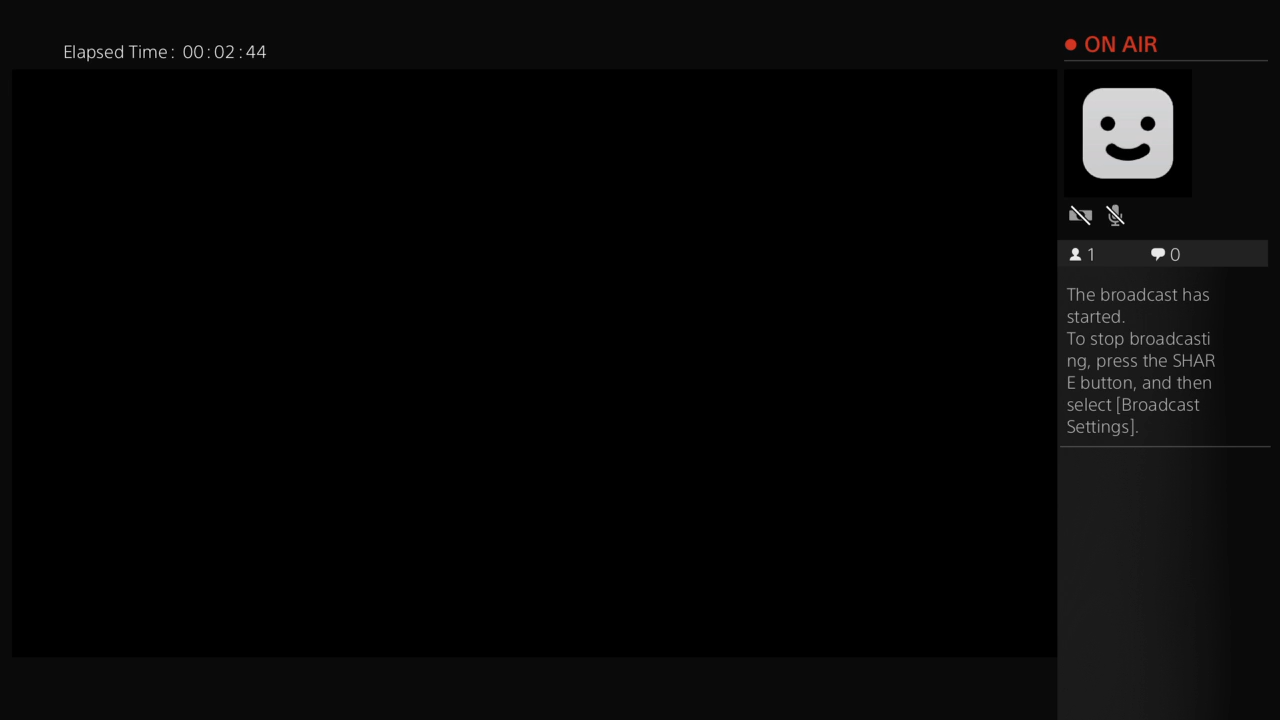 Elapsed Time: 00:02:44
ON AIR
1 0
The broadcast has
started.
To stop broadcasti
ng, press the SHAR
E button, and then
select [Broadcast
Settings].